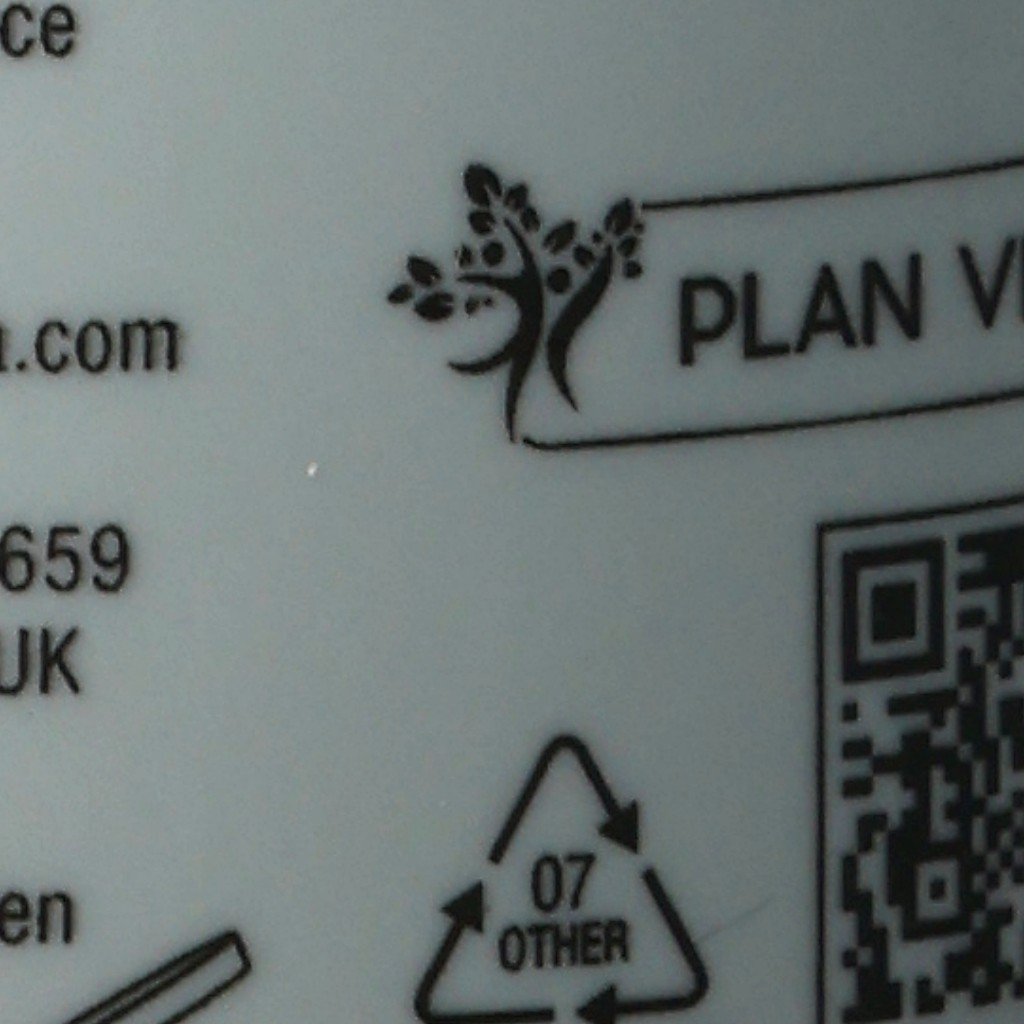 ce
.com
659
UK
en
PLAN
07
OTHER